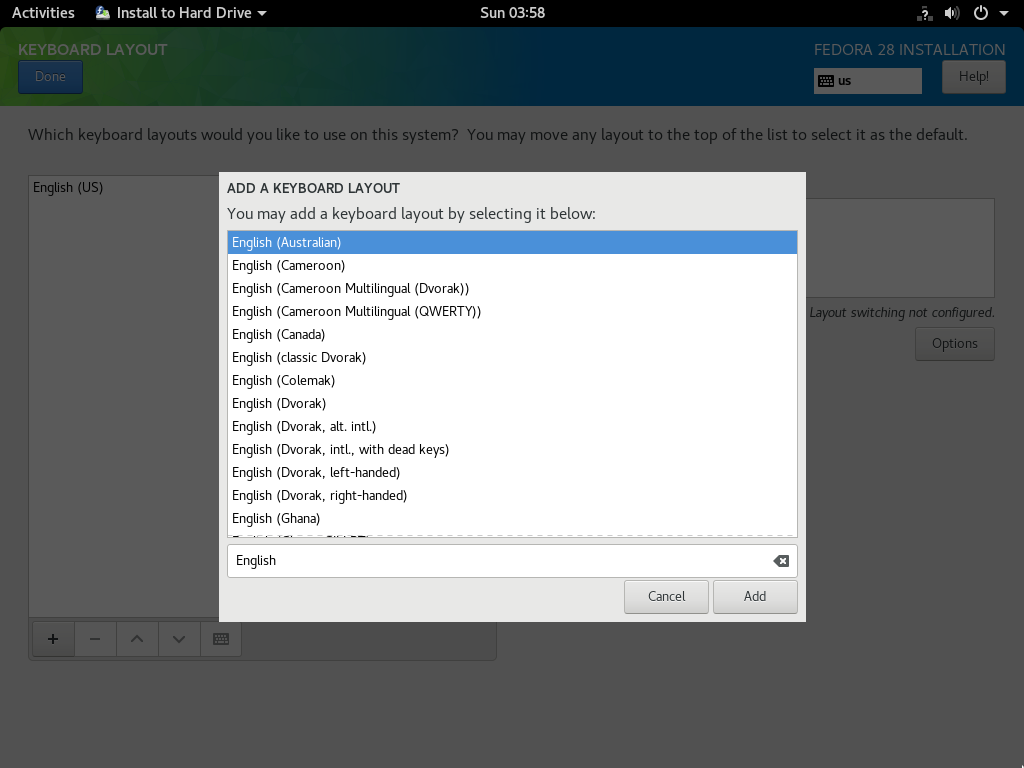 Activities Install to Hard Drive Sun 03:58
KEYBOARD LAYOUT FEDORA 28 INSTALLATION
Done us Help!
Which keyboard layouts would you like to use on this system? You may move any layout to the top of the list to select it as the default.
English (US)
ADD A KEYBOARD LAYOUT
You may add a keyboard layout by selecting it below:
English (Australian)
English (Cameroon)
English (Cameroon Multilingual (Dvorak))
English (Cameroon Multilingual (QWERTY))
English (Canada)
English (classic Dvorak)
English (Colemak)
English (Dvorak)
English (Dvorak, alt. intl.)
English (Dvorak, intl., with dead keys)
English (Dvorak, left-handed)
English (Dvorak, right-handed)
English (Ghana)
English
Cancel Add
Layout switching not configured.
Options